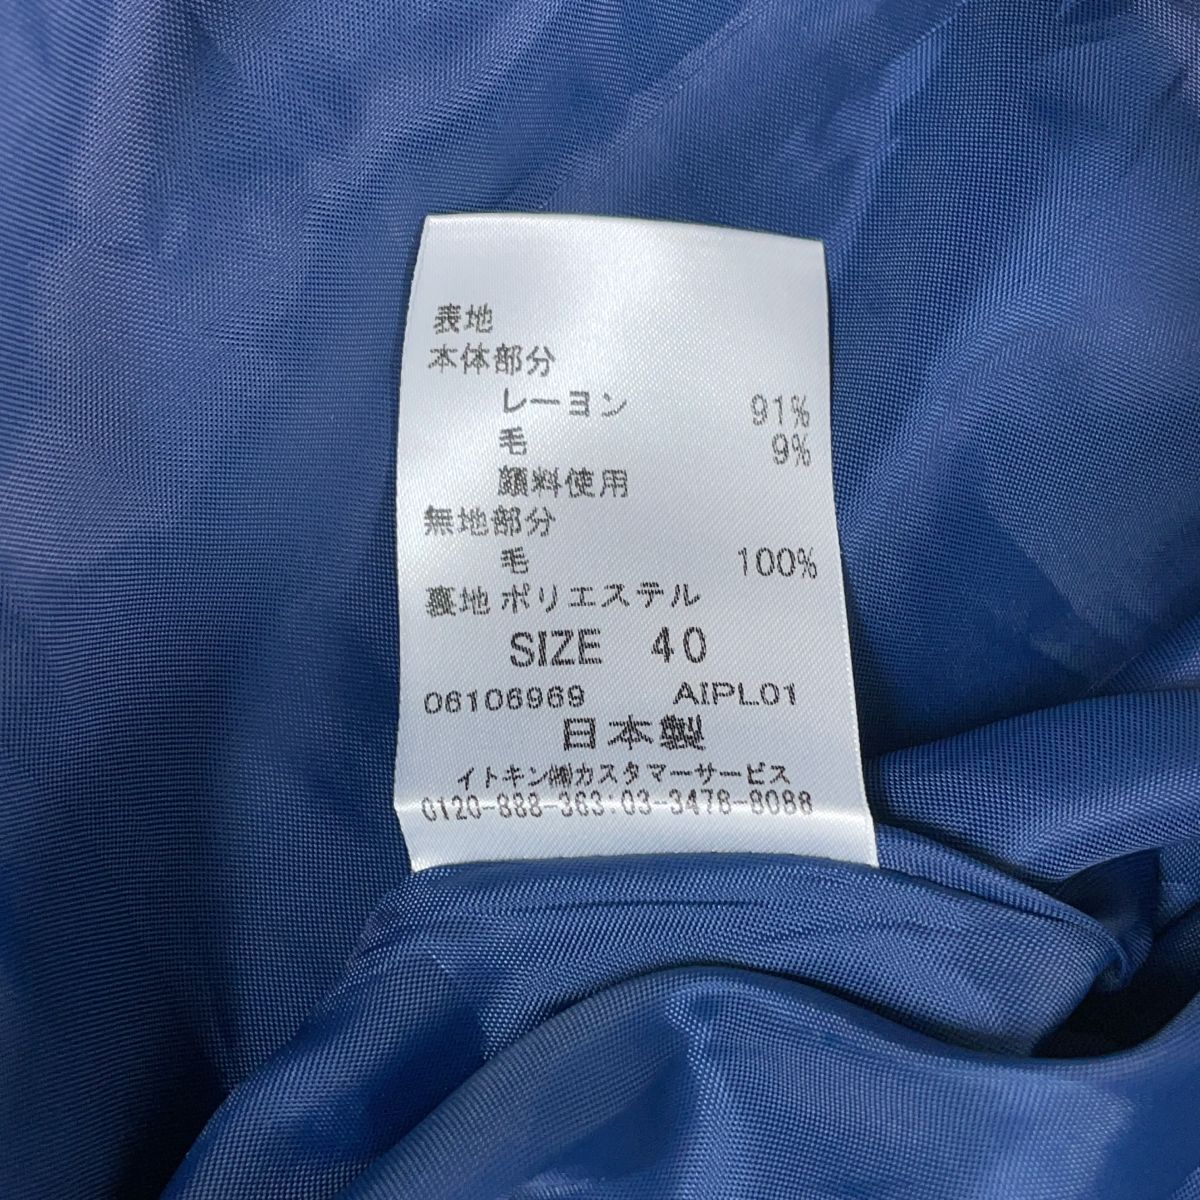 表地
本体部分
レーヨン 91%
毛 9%
顔料使用
無地部分
毛 100%
裏地 ポリエステル
SIZE 40
06106969 AIPL01
日本製
イトキン㈱カスタマーサービス
0120-888-363:03-3478-8088